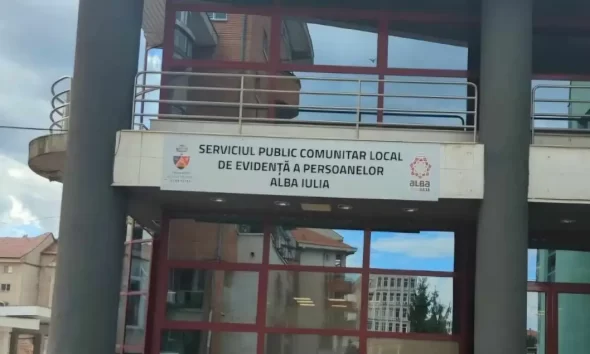 SERVICIUL PUBLIC COMUNITAR LOCAL
DE EVIDENȚĂ A PERSOANELOR
ALBA IULIA
ALBA